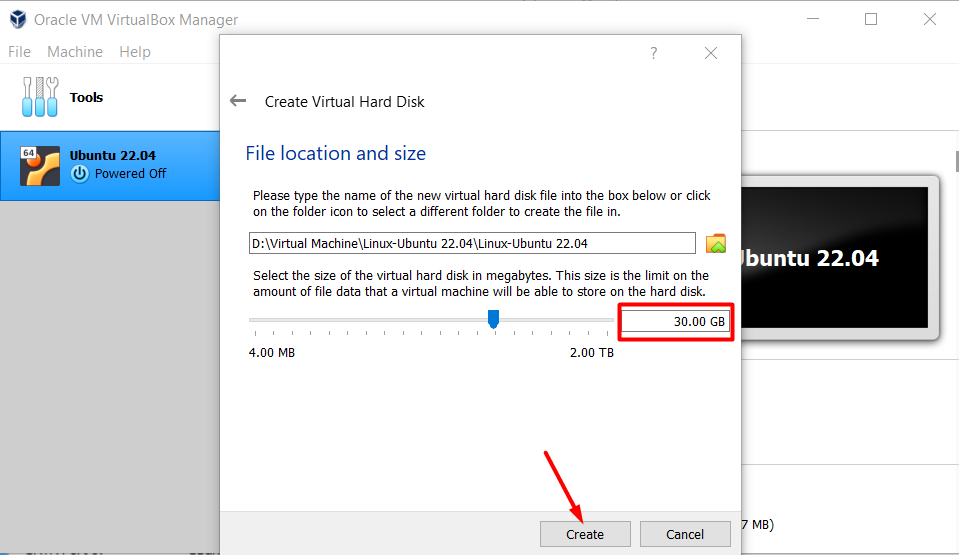 Oracle VM VirtualBox Manager
File Machine Help
?
Tools
Create Virtual Hard Disk
64
Ubuntu 22.04
Powered Off
File location and size
Please type the name of the new virtual hard disk file into the box below or click
on the folder icon to select a different folder to create the file in.
D:\Virtual Machine\Linux-Ubuntu 22.04\Linux-Ubuntu 22.04
Ubuntu 22.04
Select the size of the virtual hard disk in megabytes. This size is the limit on the
amount of file data that a virtual machine will be able to store on the hard disk.
30.00 GB
4.00 MB 2.00 TB
7 MB)
Create Cancel